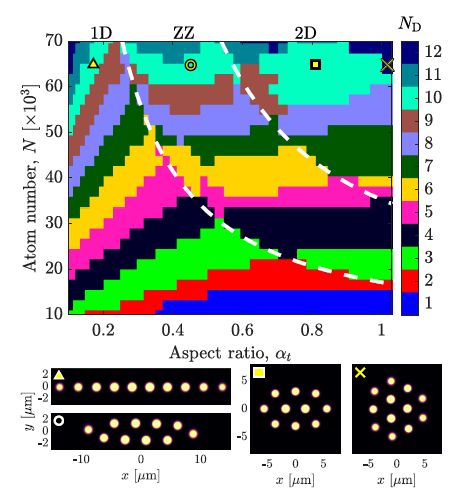 1D ZZ 2D N_D
70
60
50
40
30
20
10
Atom number, N [×10³]
0.2 0.4 0.6 0.8 1
Aspect ratio, α_t
12
11
10
9
8
7
6
5
4
3
2
1
2
0
-2
2
0
-2
y [μm]
-10 0 10
x [μm]
5
0
-5
-5 0 5
x [μm]
5
0
-5
-5 0 5
x [μm]